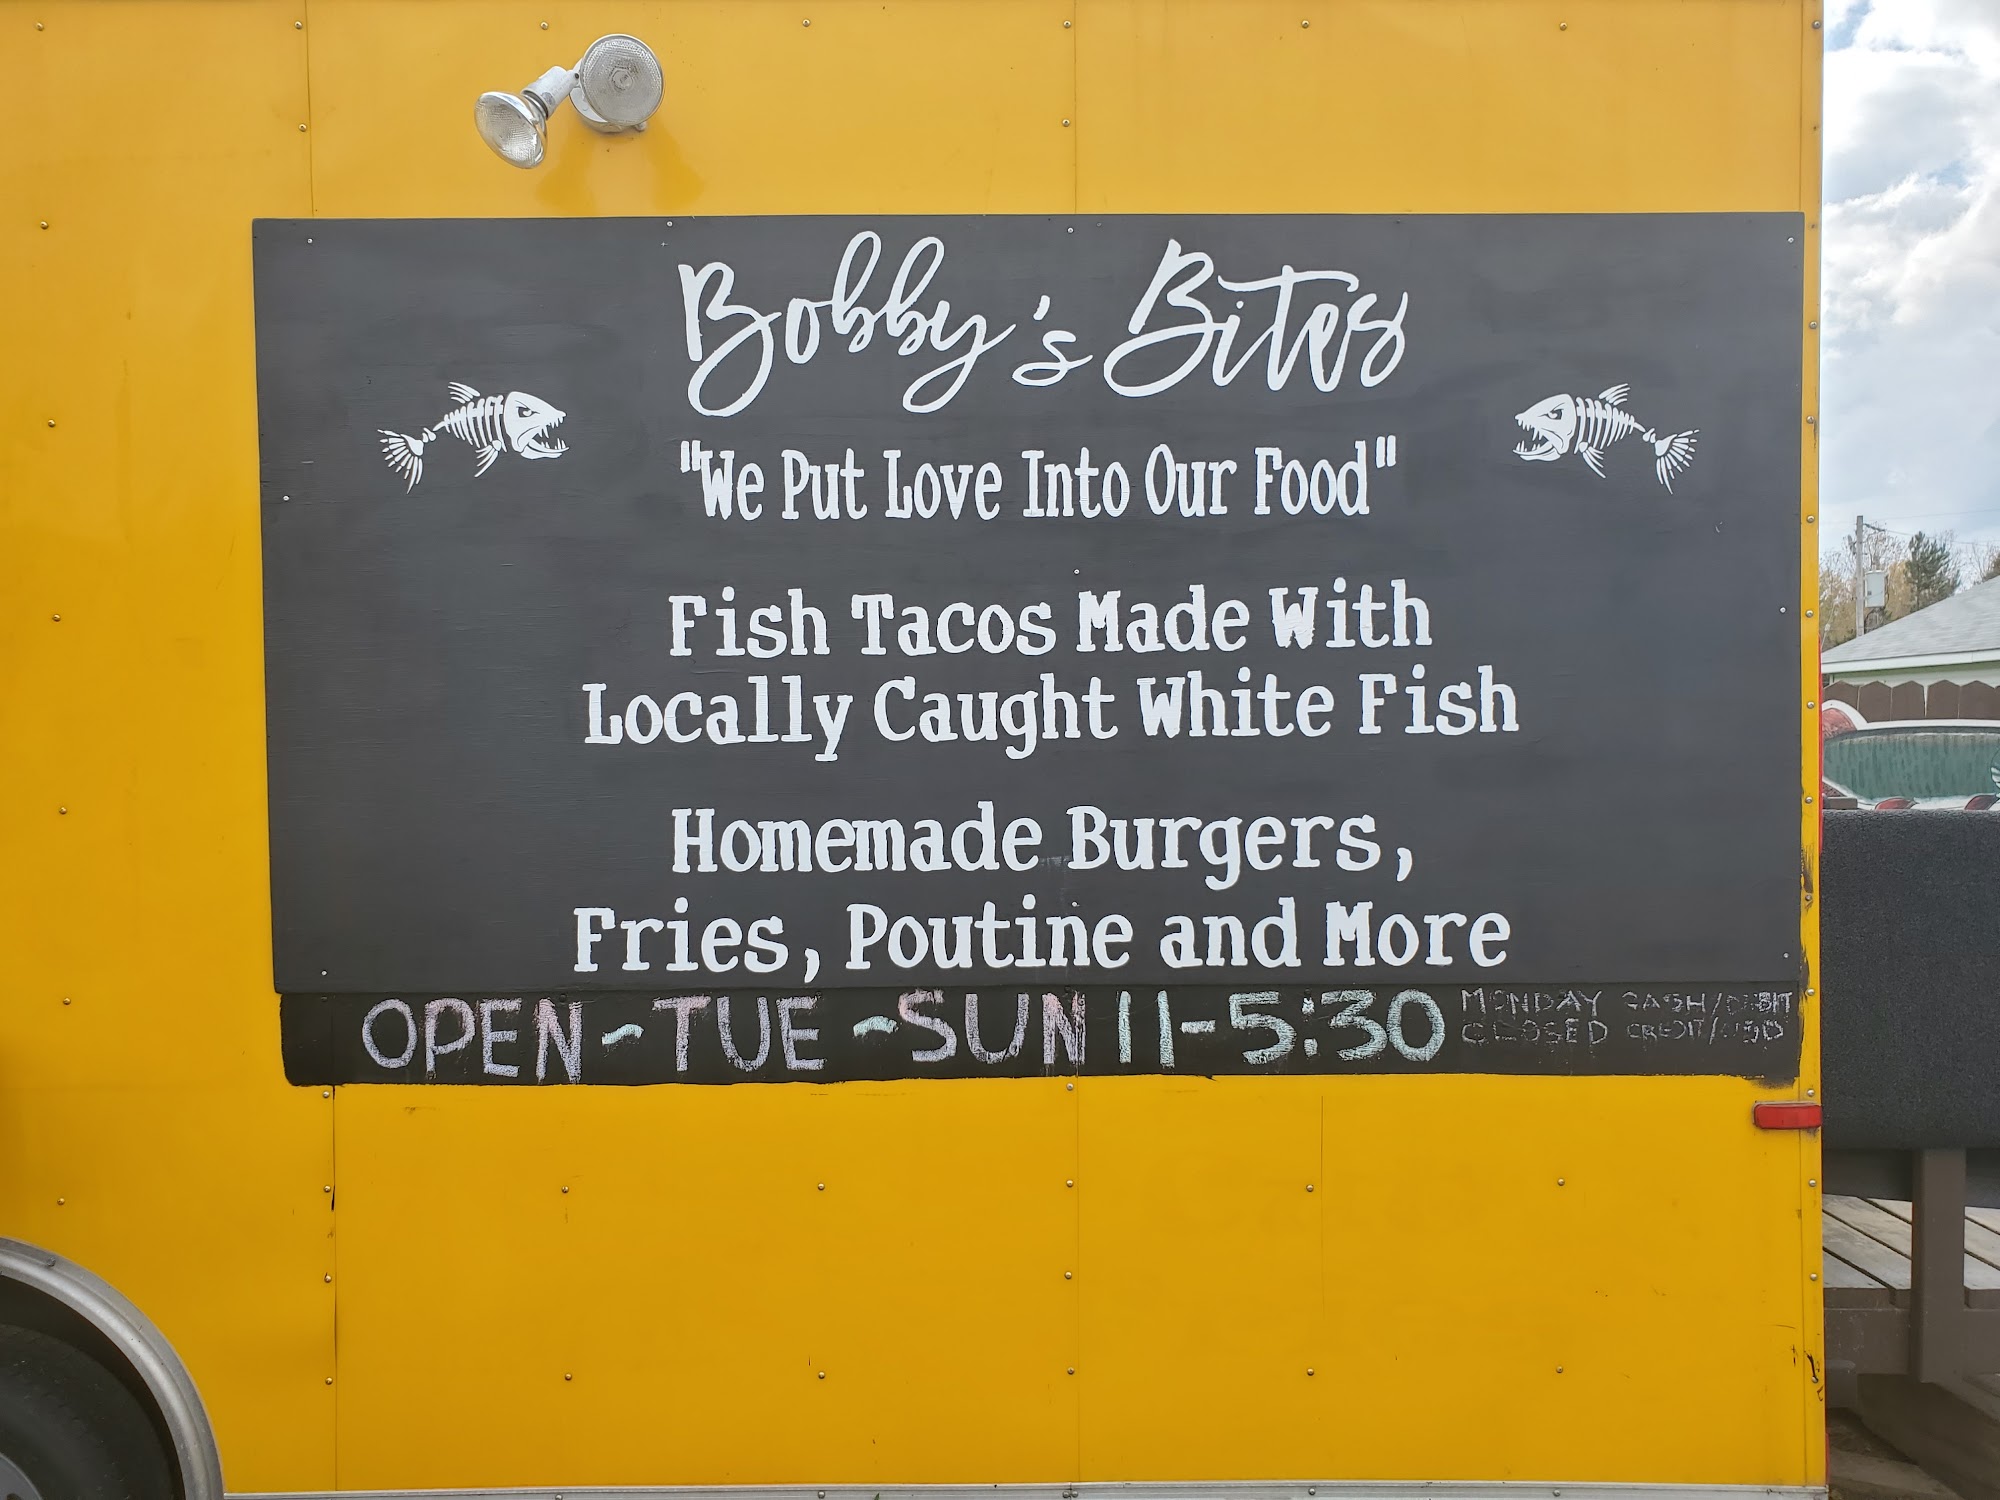 Bobby's Bites
"We Put Love Into Our Food"
Fish Tacos Made With
Locally Caught White Fish
Homemade Burgers,
Fries, Poutine and More
OPEN~TUE~SUN 11-5:30
MONDAY
CLOSED
CASH/DEBIT
CREDIT/